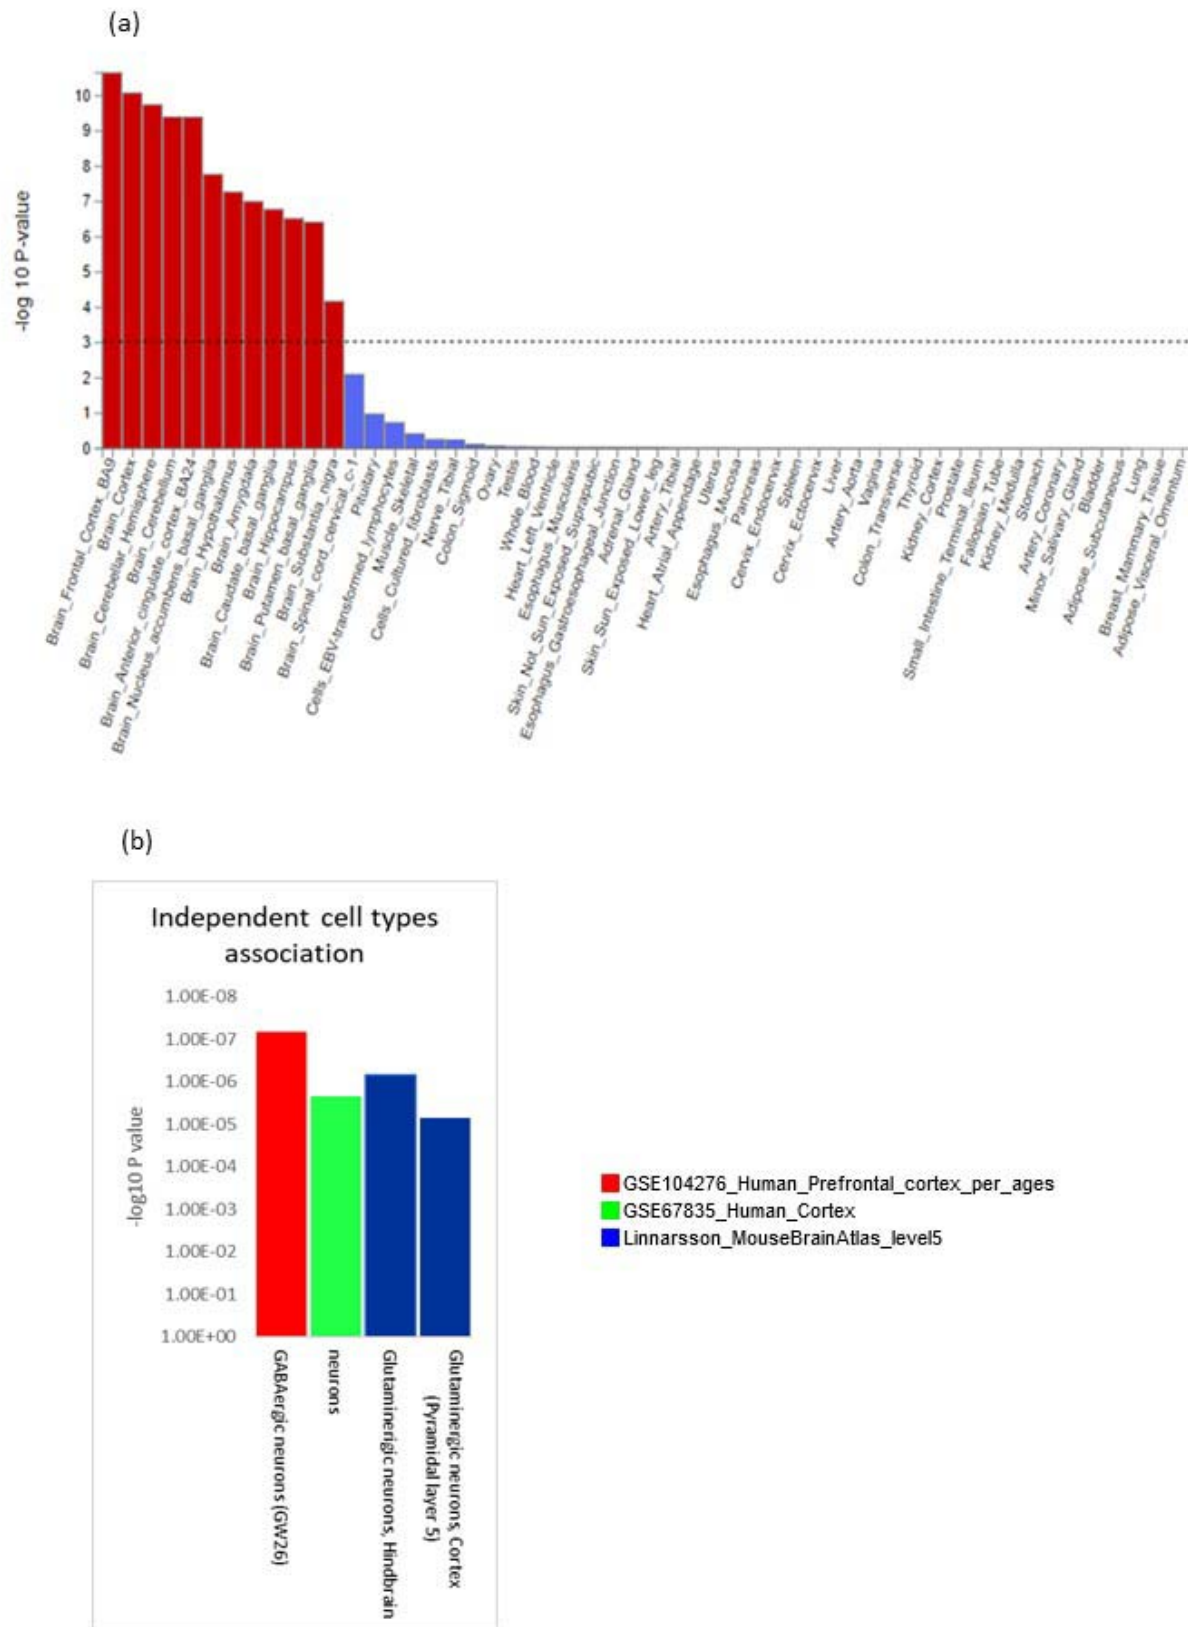 (a)
-log 10 P-value
10
9
8
7
6
5
4
3
2
1
0
Brain_Frontal_Cortex_BA9
Brain_Cortex
Brain_Cerebellar_Hemisphere
Brain_Cerebellum
Brain_Anterior_cingulate_cortex_BA24
Brain_Nucleus_accumbens_basal_ganglia
Brain_Hypothalamus
Brain_Amygdala
Brain_Caudate_basal_ganglia
Brain_Hippocampus
Brain_Putamen_basal_ganglia
Brain_Substantia_nigra
Brain_Spinal_cord_cervical_c-1
Pituitary
Cells_EBV-transformed_lymphocytes
Muscle_Skeletal
Cells_Cultured_fibroblasts
Nerve_Tibial
Colon_Sigmoid
Ovary
Testis
Whole_Blood
Heart_Left_Ventricle
Esophagus_Muscularis
Skin_Not_Sun_Exposed_Suprapubic
Esophagus_Gastroesophageal_Junction
Adrenal_Gland
Skin_Sun_Exposed_Lower_leg
Artery_Tibial
Heart_Atrial_Appendage
Uterus
Esophagus_Mucosa
Pancreas
Cervix_Endocervix
Spleen
Cervix_Ectocervix
Liver
Artery_Aorta
Vagina
Colon_Transverse
Thyroid
Kidney_Cortex
Prostate
Small_Intestine_Terminal_Ileum
Fallopian_Tube
Kidney_Medulla
Stomach
Artery_Coronary
Minor_Salivary_Gland
Bladder
Adipose_Subcutaneous
Lung
Breast_Mammary_Tissue
Adipose_Visceral_Omentum
(b)
Independent cell types
association
-log10 P value
1.00E-08
1.00E-07
1.00E-06
1.00E-05
1.00E-04
1.00E-03
1.00E-02
1.00E-01
1.00E+00
GABAergic neurons (GW26)
neurons
Glutaminerigic neurons, Hindbrain
Glutaminergic neurons, Cortex
(Pyramidal layer 5)
GSE104276_Human_Prefrontal_cortex_per_ages
GSE67835_Human_Cortex
Linnarsson_MouseBrainAtlas_level5